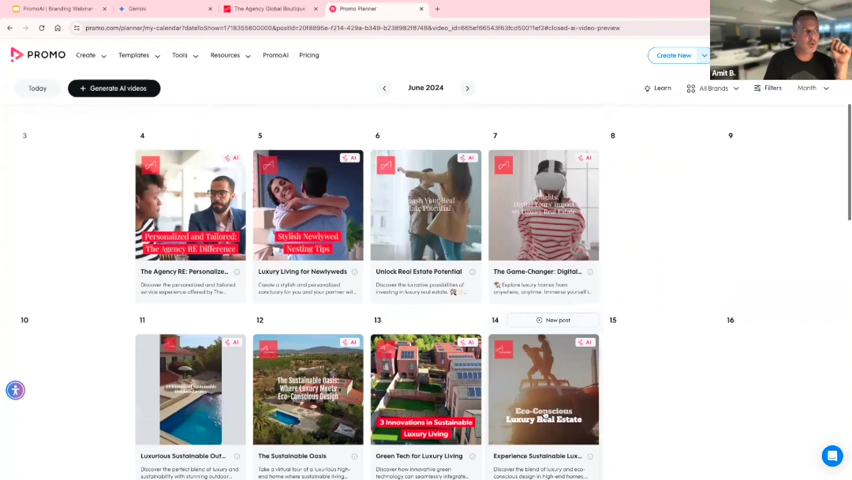 PromoAI | Branding Webinar
Gemini
The Agency Global Boutique
Promo Planner
promo.com/planner/my-calendar?dateToShow=1718355600000&postId=20f8895e-f214-429a-b349-b238982f8748&video_id=665ef66543f63fcd50011ef2#closed-ai-video-preview
PROMO
Create
Templates
Tools
Resources
PromoAI
Pricing
Create New
Amit B.
Today
+ Generate AI videos
June 2024
Learn
All Brands
Filters
Month
3 4 5 6 7 8 9
AI
Personalized and Tailored:
The Agency RE Difference
The Agency RE: Personalize...
Discover the personalized and tailored
service experience offered by The...
AI
Stylish Newlywed
Nesting Tips
Luxury Living for Newlyweds
Create a stylish and personalized
sanctuary for you and your partner wit...
AI
Unlock Real Estate Potential
Discover the lucrative possibilities of
investing in luxury real estate.
AI
Digital Tours' Impact
on Luxury Real Estate
The Game-Changer: Digital...
Explore luxury homes from
anywhere, anytime. Immerse yourself i...
10 11 12 13 14 New post 15 16
AI
Luxurious Sustainable Out...
Discover the perfect blend of luxury and
sustainability with stunning outdoor...
AI
The Sustainable Oasis:
Where Luxury Meets
Eco-Conscious Design
The Sustainable Oasis
Take a virtual tour of a luxurious high-
end home where sustainable living...
AI
3 Innovations in Sustainable
Luxury Living
Green Tech for Luxury Living
Discover how innovative green
technology can seamlessly integrate...
AI
Eco-Conscious
Luxury Real Estate
Experience Sustainable Lux...
Discover the blend of luxury and eco-
conscious design in high-end homes...